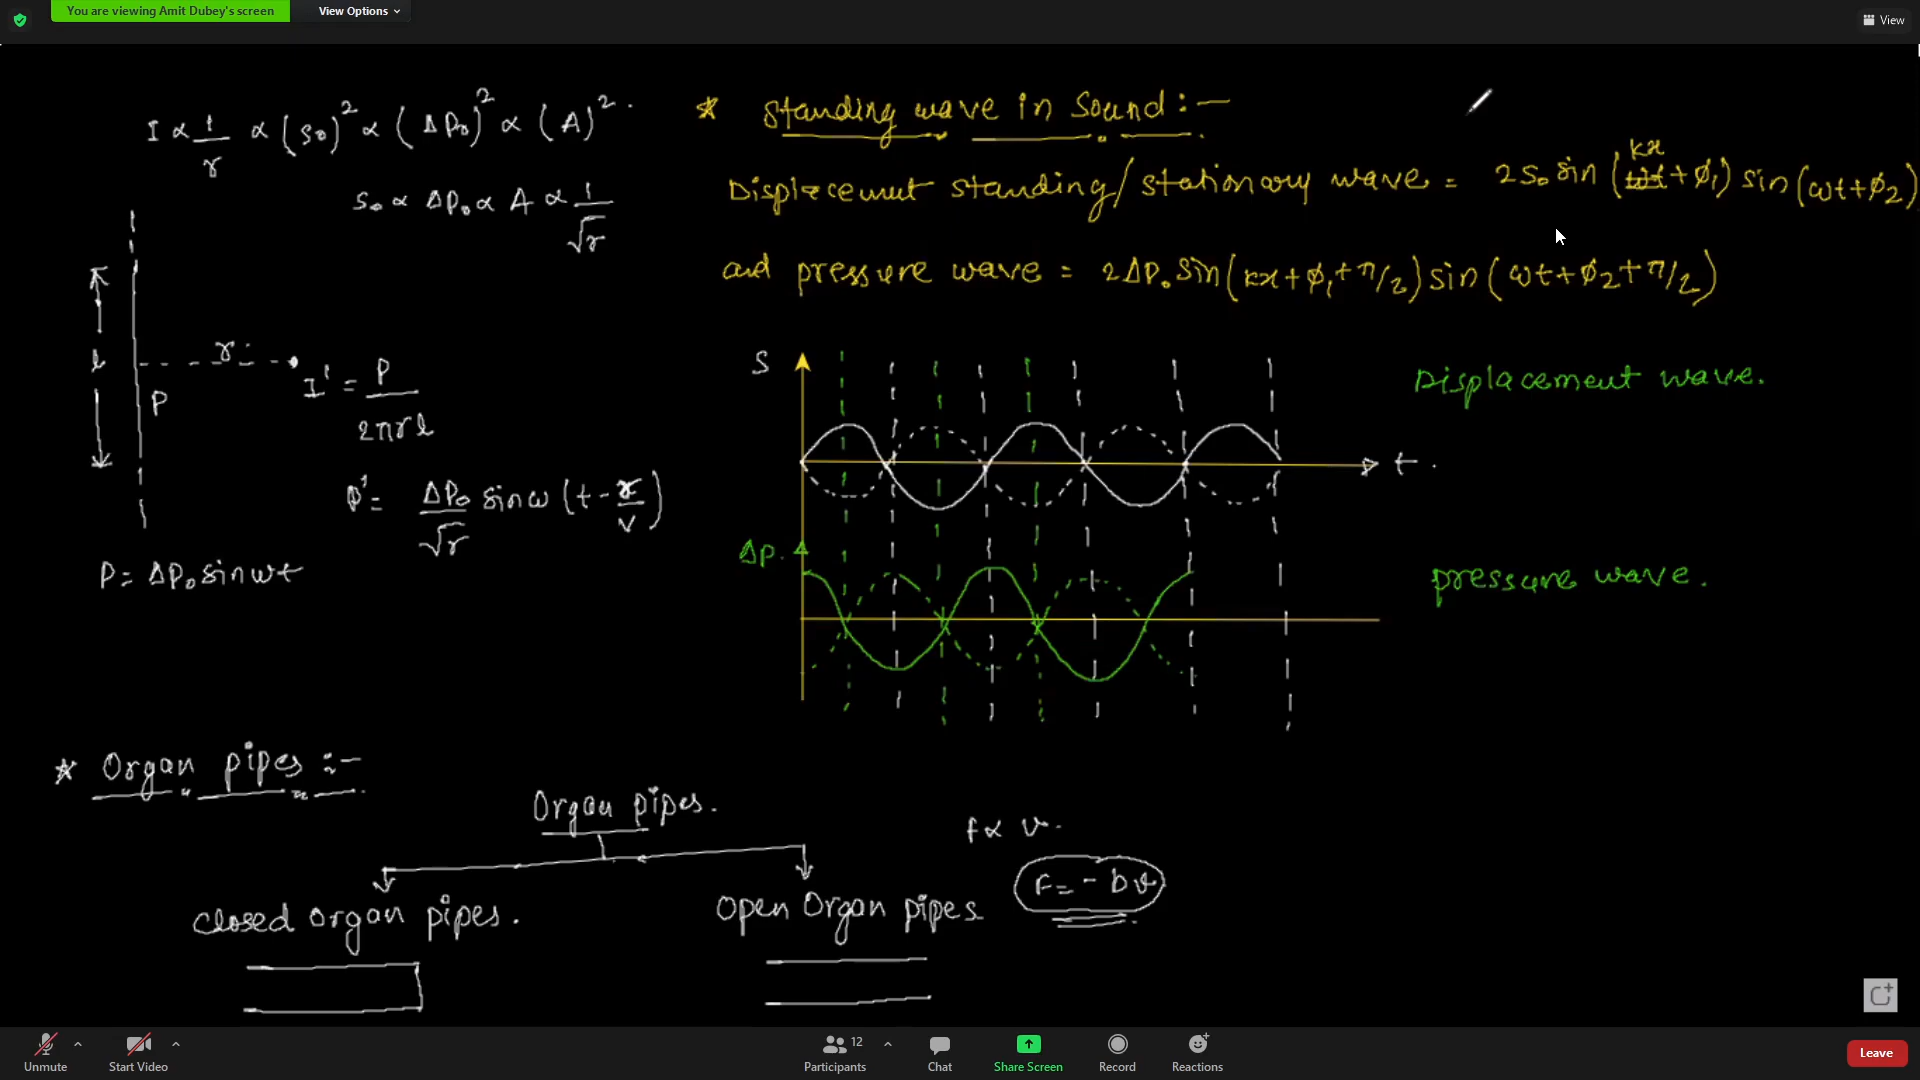 You are viewing Amit Dubey's screen
View Options
View
I ∝ 1/r ∝ (S₀)² ∝ (ΔP₀)² ∝ (A)².
S₀ ∝ ΔP₀ ∝ A ∝ 1/√r
l
r
P
I' = P/2πrl
P' = ΔP₀/√r sin ω (t - r/v)
P = ΔP₀ sin ωt
* Standing wave in Sound :-
Displacement standing/stationary wave = 2S₀ sin (kx + ϕ₁) sin (ωt + ϕ₂)
and pressure wave = 2ΔP₀ sin (kx + ϕ₁ + π/2) sin (ωt + ϕ₂ + π/2)
S
Displacement wave.
t.
ΔP.
pressure wave.
* Organ pipes :-
Organ pipes.
F ∝ v.
F = - bv
closed organ pipes.
open Organ pipes
Unmute
Start Video
12
Participants
Chat
Share Screen
Record
Reactions
Leave